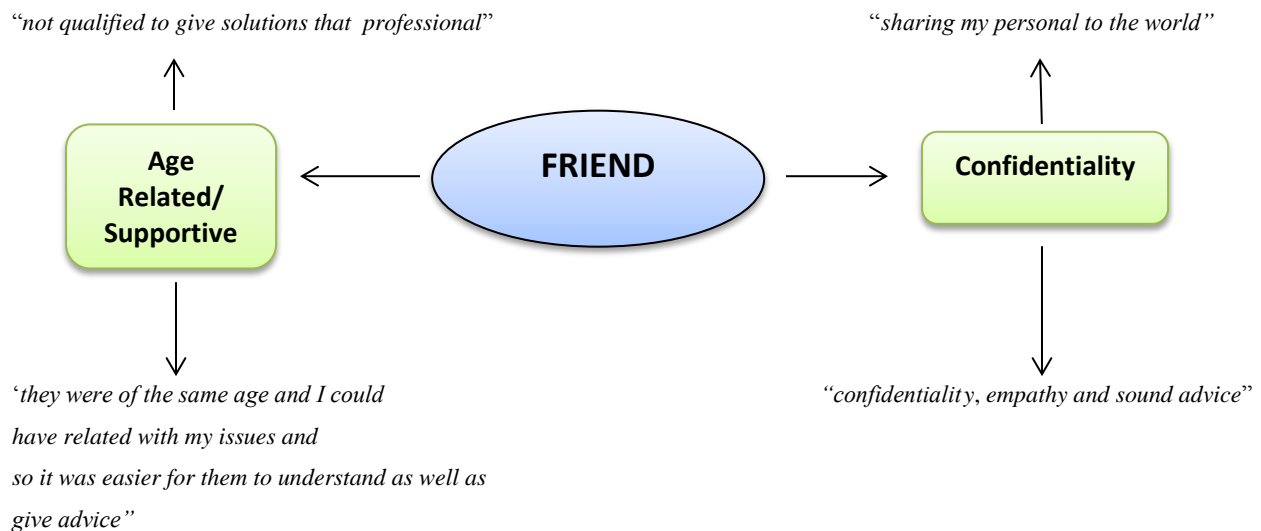 “not qualified to give solutions that  professional”
“sharing my personal to the world”
FRIEND
Age
Related/
Supportive
Confidentiality
‘they were of the same age and I could
have related with my issues and
so it was easier for them to understand as well as
give advice”
“confidentiality, empathy and sound advice”